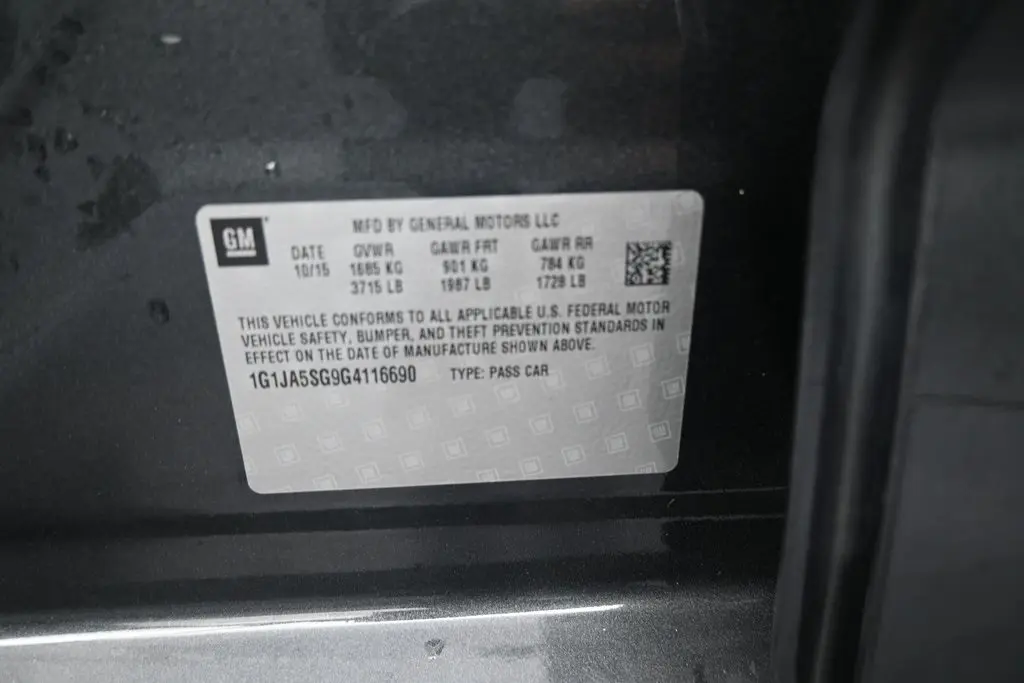 GM
MFD BY GENERAL MOTORS LLC
DATE GVWR GAWR FRT GAWR RR
10/15 1685 KG 901 KG 784 KG
3715 LB 1987 LB 1728 LB
THIS VEHICLE CONFORMS TO ALL APPLICABLE U.S. FEDERAL MOTOR
VEHICLE SAFETY, BUMPER, AND THEFT PREVENTION STANDARDS IN
EFFECT ON THE DATE OF MANUFACTURE SHOWN ABOVE.
1G1JA5SG9G4116690 TYPE: PASS CAR